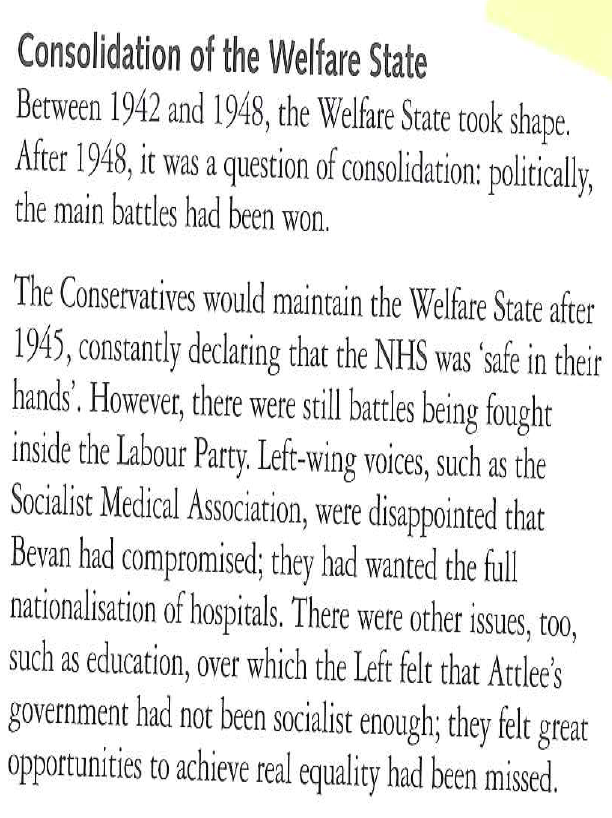 Consolidation of the Welfare State
Between 1942 and 1948, the Welfare State took shape.
After 1948, it was a question of consolidation: politically,
the main battles had been won.
The Conservatives would maintain the Welfare State after
1945, constantly declaring that the NHS was ‘safe in their
hands’. However, there were still battles being fought
inside the Labour Party. Left-wing voices, such as the
Socialist Medical Association, were disappointed that
Bevan had compromised; they had wanted the full
nationalisation of hospitals. There were other issues, too,
such as education, over which the Left felt that Attlee’s
government had not been socialist enough; they felt great
opportunities to achieve real equality had been missed.